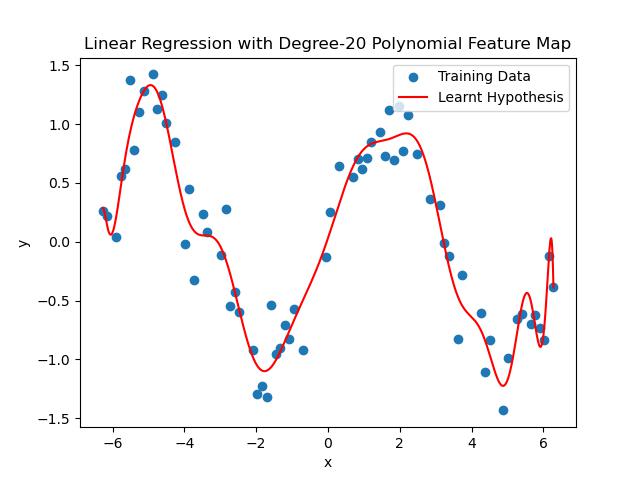 Linear Regression with Degree-20 Polynomial Feature Map
Training Data
Learnt Hypothesis
1.5
1.0
0.5
0.0
−0.5
−1.0
−1.5
y
−6
−4
−2
0
2
4
6
x